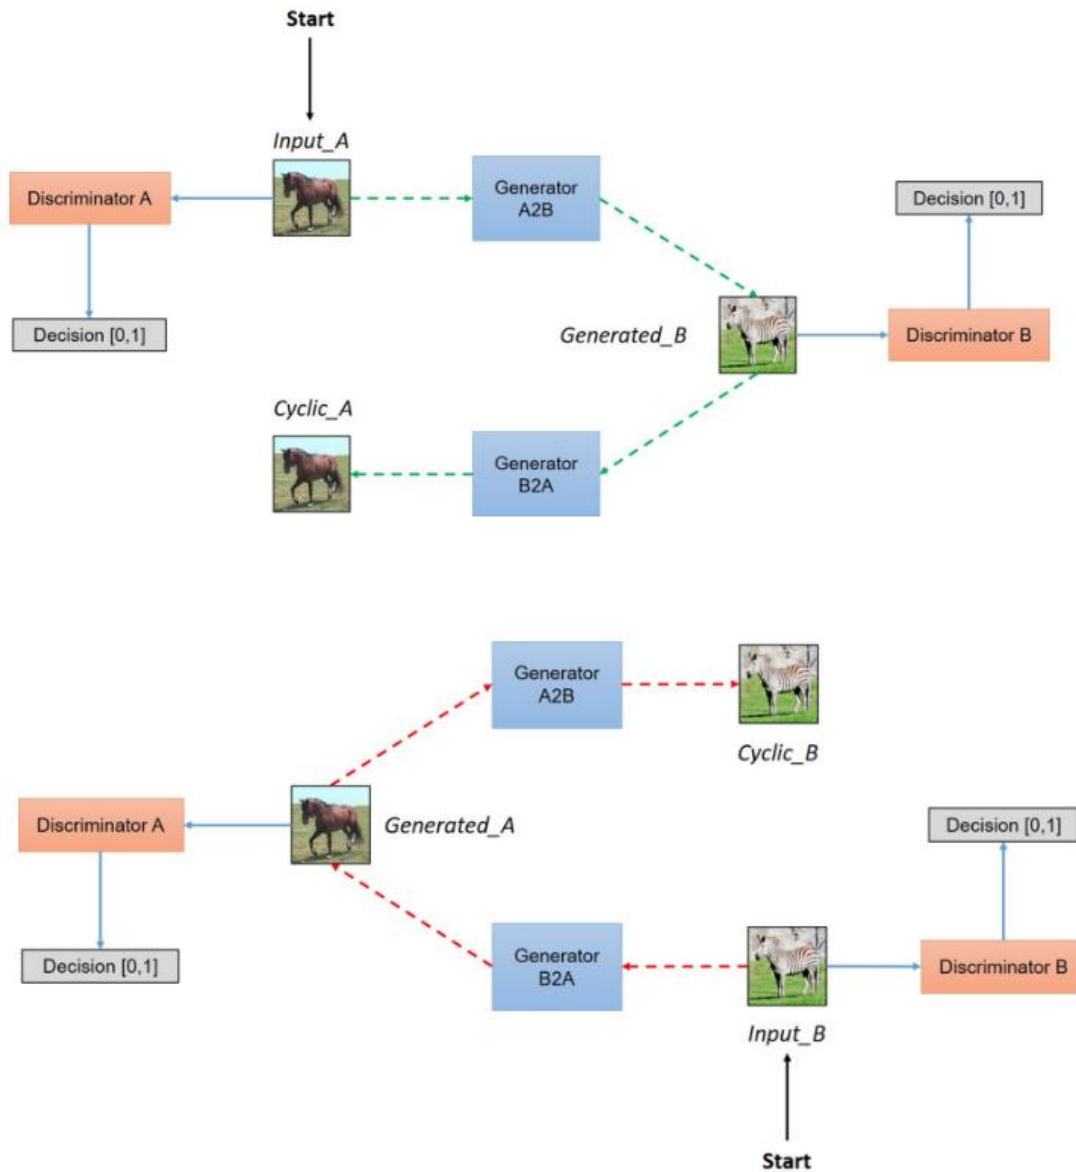 Start
Input_A
Discriminator A
Generator
A2B
Decision [0,1]
Decision [0,1]
Generated_B
Discriminator B
Cyclic_A
Generator
B2A
Generator
A2B
Cyclic_B
Discriminator A
Generated_A
Decision [0,1]
Decision [0,1]
Generator
B2A
Discriminator B
Input_B
Start